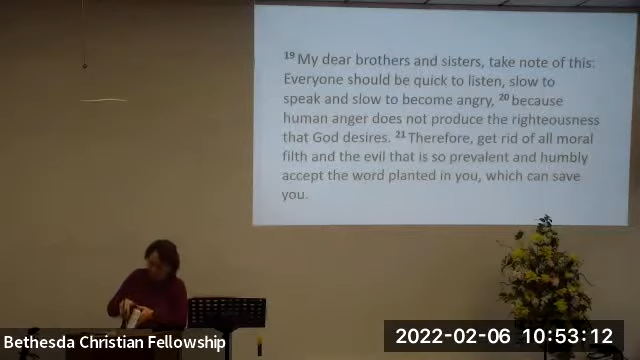 19 My dear brothers and sisters, take note of this:
Everyone should be quick to listen, slow to
speak and slow to become angry, 20 because
human anger does not produce the righteousness
that God desires. 21 Therefore, get rid of all moral
filth and the evil that is so prevalent and humbly
accept the word planted in you, which can save
you.
Bethesda Christian Fellowship
2022-02-06 10:53:12